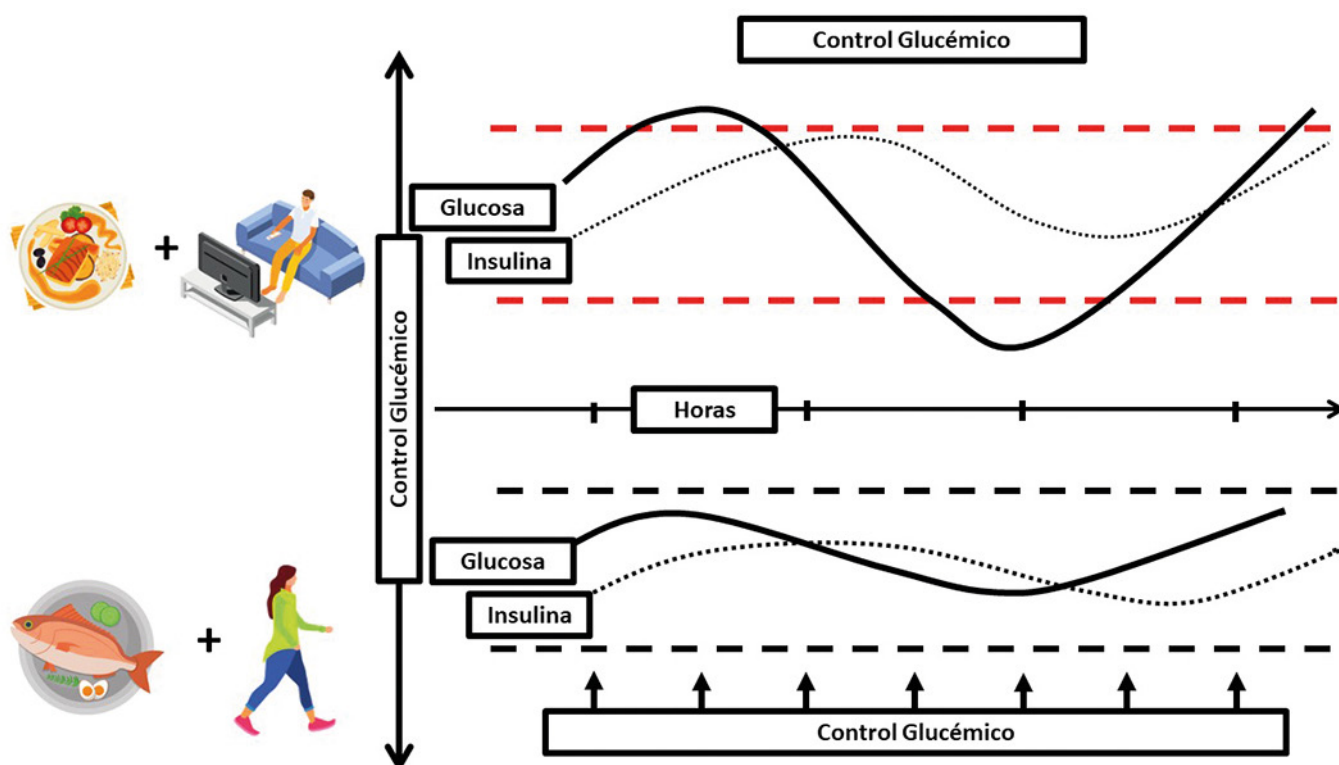 Control Glucémico
Glucosa
Insulina
Control Glucémico
Horas
Glucosa
Insulina
Control Glucémico